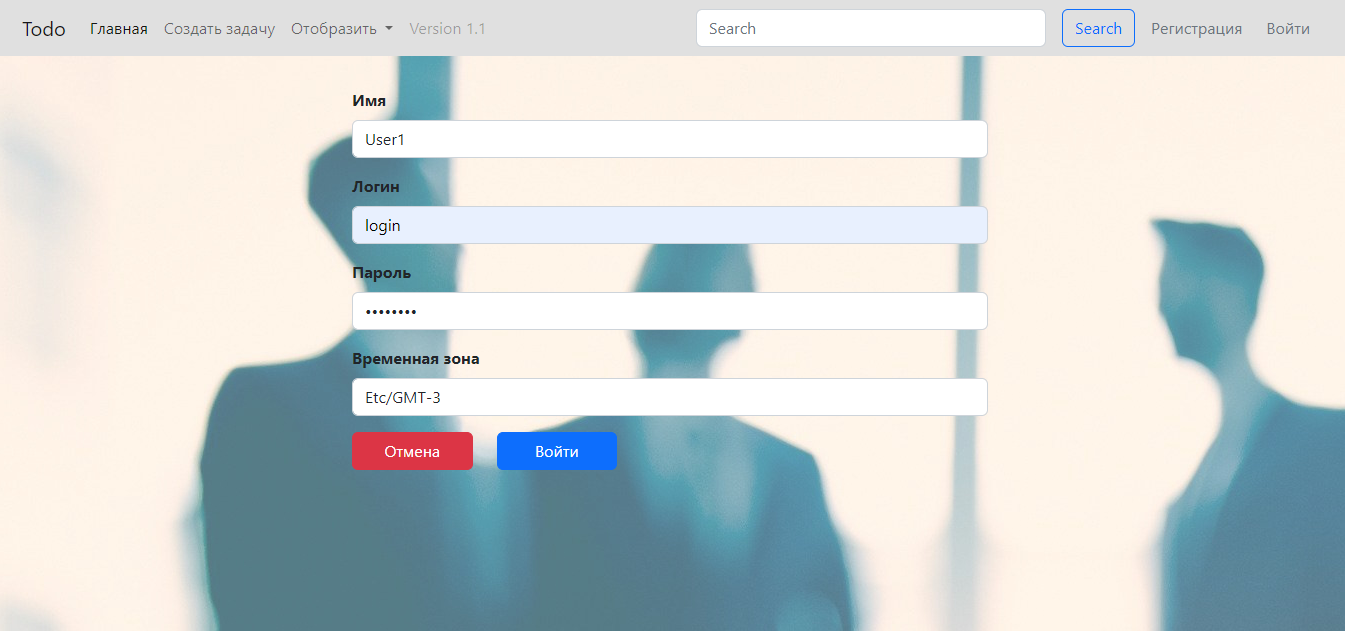 Todo Главная Создать задачу Отобразить Version 1.1 Search Search Регистрация Войти
Имя
User1
Логин
login
Пароль
••••••••
Временная зона
Etc/GMT-3
Отмена Войти